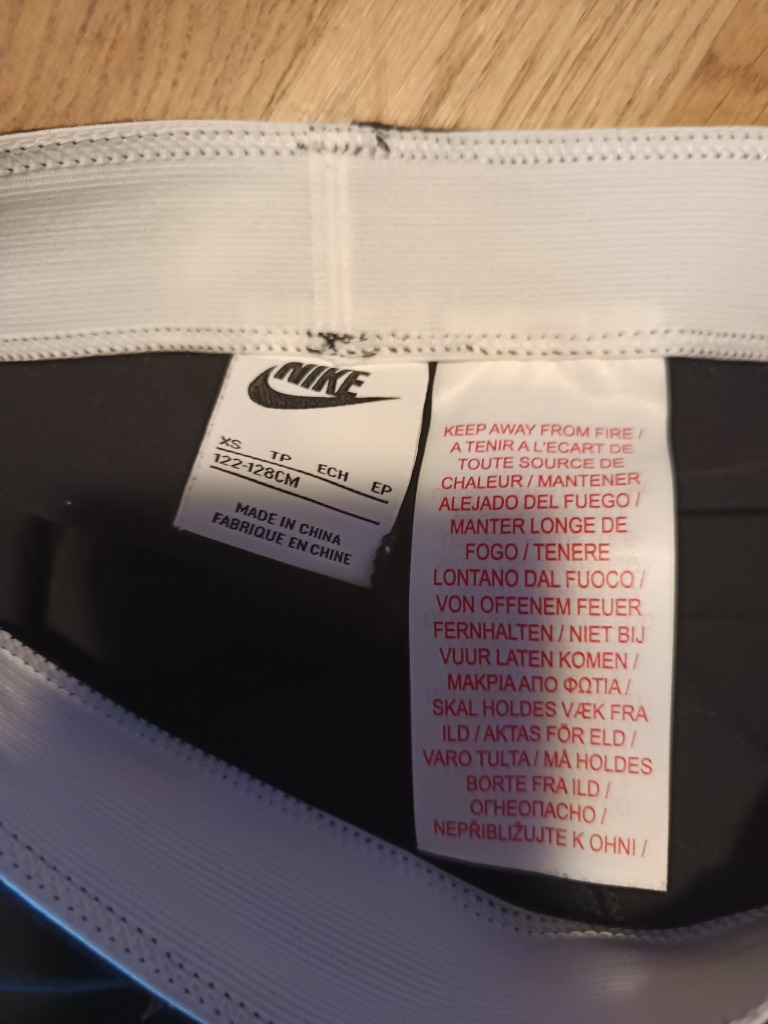 NIKE
XS TP ECH EP
122-128CM
MADE IN CHINA
FABRIQUE EN CHINE
KEEP AWAY FROM FIRE /
A TENIR A L'ECART DE
TOUTE SOURCE DE
CHALEUR / MANTENER
ALEJADO DEL FUEGO /
MANTER LONGE DE
FOGO / TENERE
LONTANO DAL FUOCO /
VON OFFENEM FEUER
FERNHALTEN / NIET BIJ
VUUR LATEN KOMEN /
ΜΑΚΡΙΑ ΑΠΟ ΦΩΤΙΑ /
SKAL HOLDES VÆK FRA
ILD / AKTAS FÖR ELD /
VARO TULTA / MÅ HOLDES
BORTE FRA ILD /
ОГНЕОПАСНО /
NEPŘIBLIŽUJTE K OHNI /